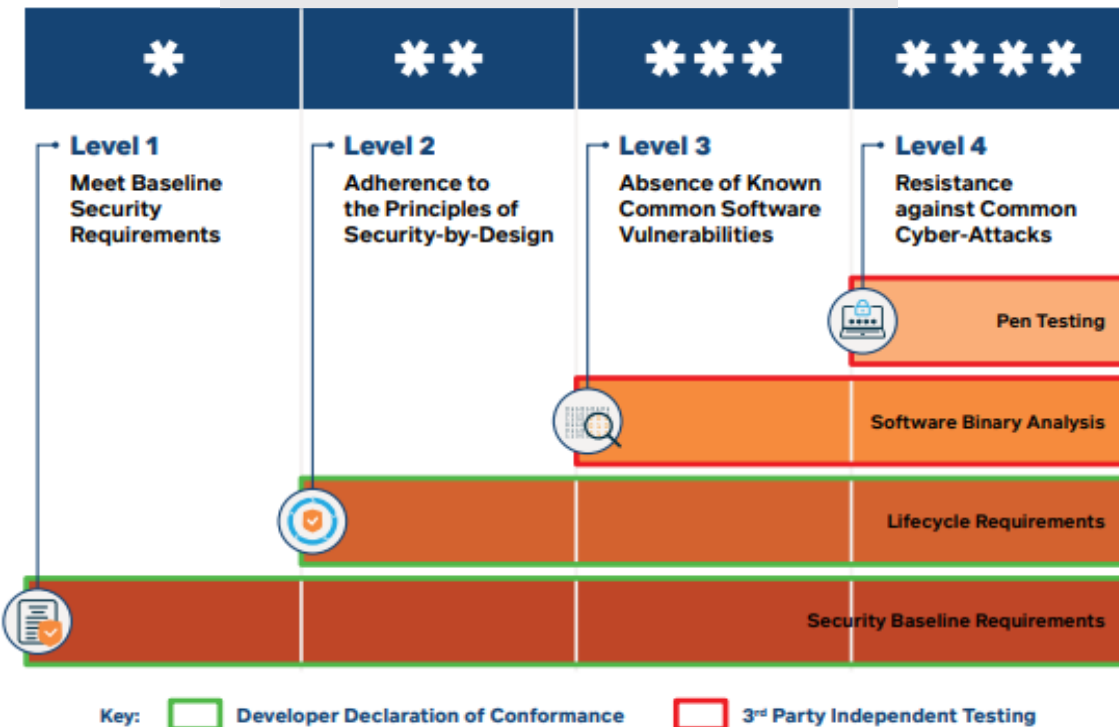 * ** *** ****
Level 1
Meet Baseline
Security
Requirements
Level 2
Adherence to
the Principles of
Security-by-Design
Level 3
Absence of Known
Common Software
Vulnerabilities
Level 4
Resistance
against Common
Cyber-Attacks
Pen Testing
Software Binary Analysis
Lifecycle Requirements
Security Baseline Requirements
Key: Developer Declaration of Conformance 3rd Party Independent Testing